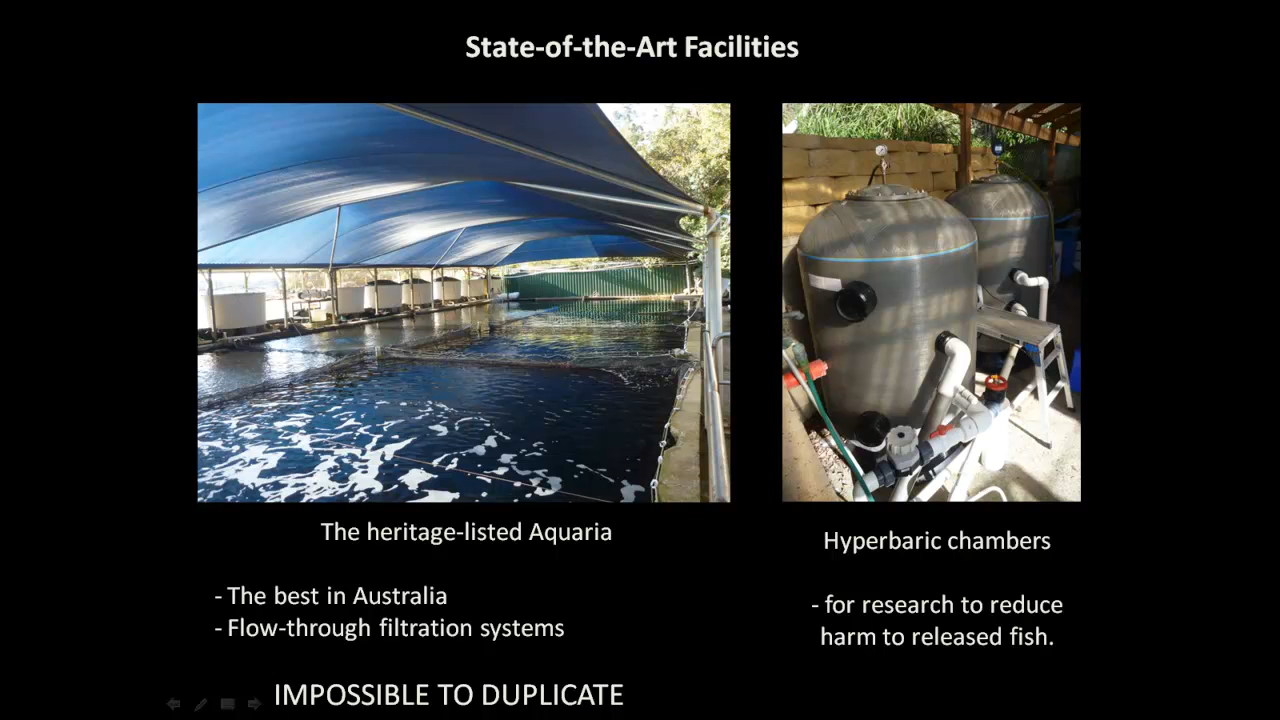 State-of-the-Art Facilities
The heritage-listed Aquaria
- The best in Australia
- Flow-through filtration systems
IMPOSSIBLE TO DUPLICATE
Hyperbaric chambers
- for research to reduce
harm to released fish.